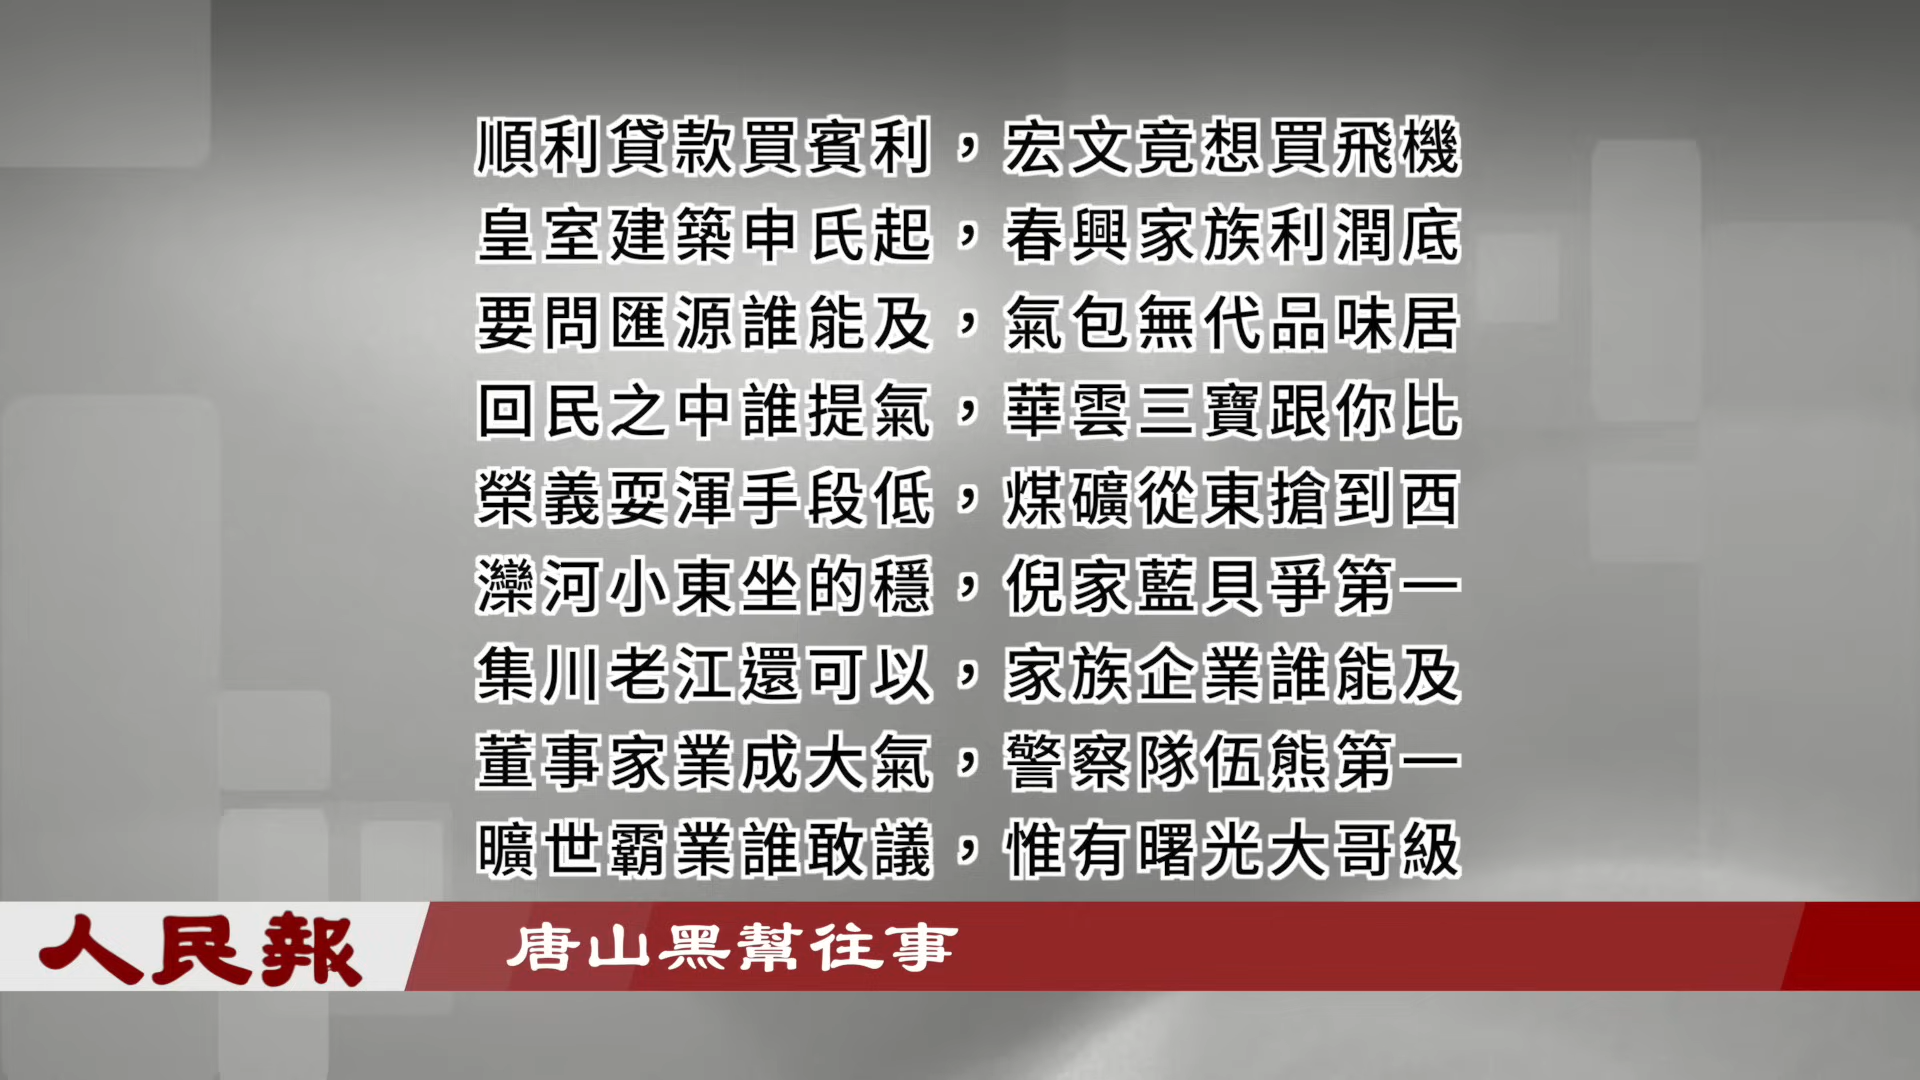 順利貸款買賓利，宏文竟想買飛機
皇室建築申氏起，春興家族利潤底
要問匯源誰能及，氣包無代品味居
回民之中誰提氣，華雲三寶跟你比
榮義耍渾手段低，煤礦從東搶到西
灤河小東坐的穩，倪家藍貝爭第一
集川老江還可以，家族企業誰能及
董事家業成大氣，警察隊伍熊第一
曠世霸業誰敢議，惟有曙光大哥級
人民報
唐山黑幫往事